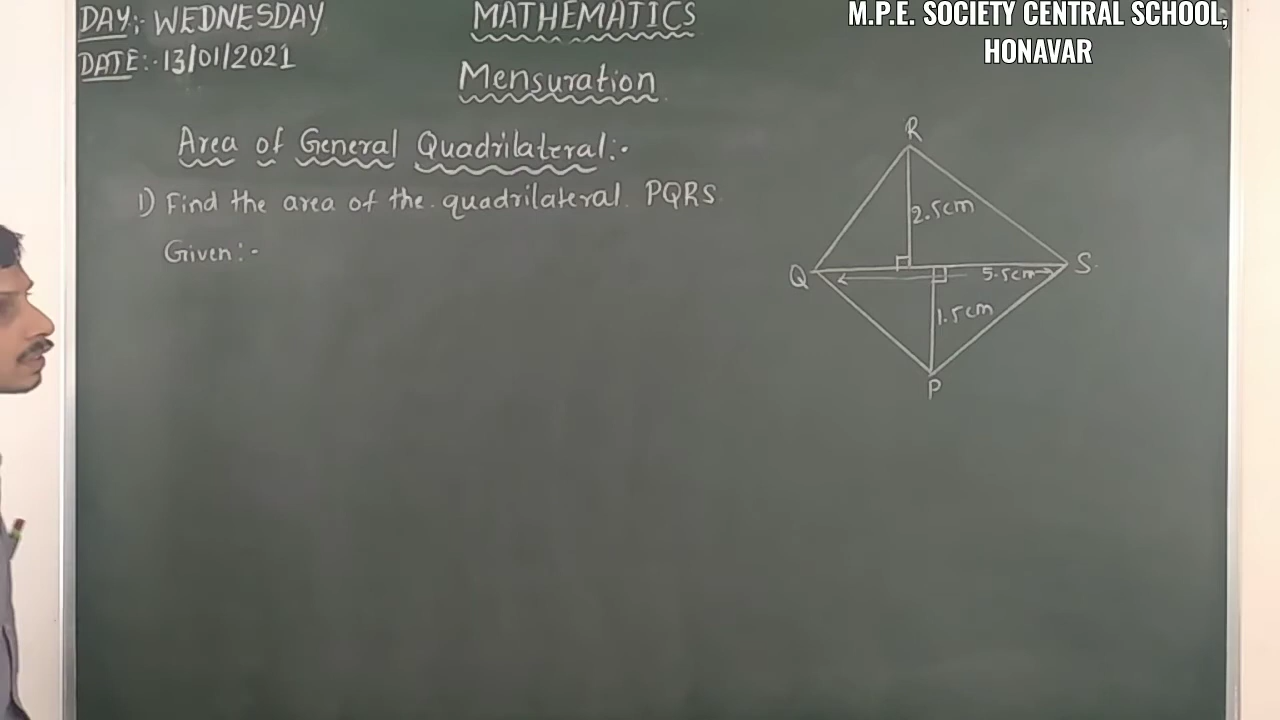 DAY:- WEDNESDAY
DATE:- 13/01/2021
MATHEMATICS
Mensuration
M.P.E. SOCIETY CENTRAL SCHOOL,
HONAVAR
Area of General Quadrilateral:-
1) Find the area of the quadrilateral PQRS
Given:-
R
2.5cm
Q
5.5cm
S
1.5cm
P